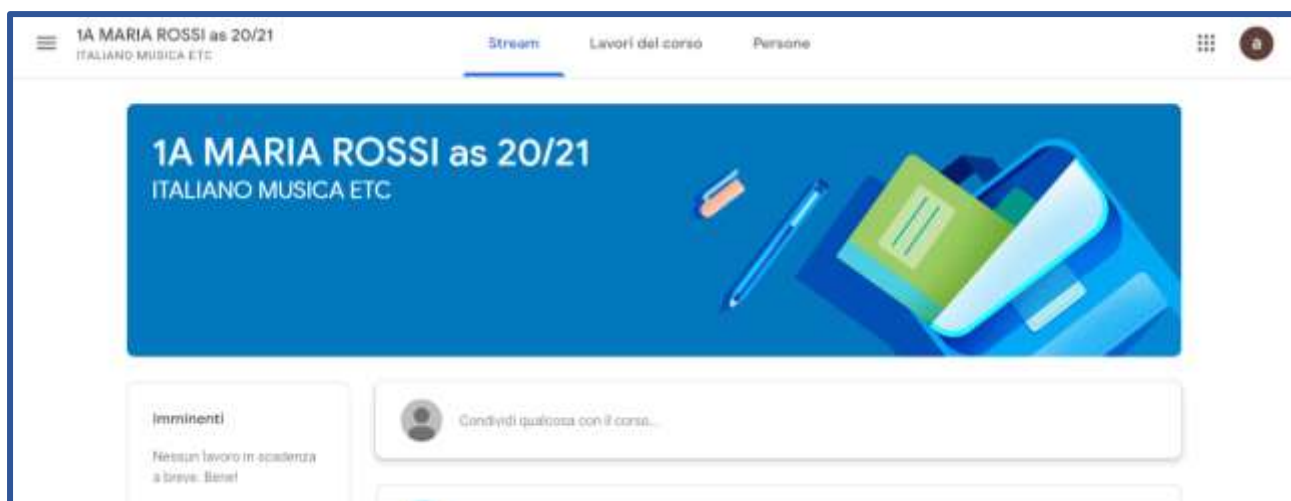 1A MARIA ROSSI as 20/21
ITALIANO MUSICA ETC
Stream
Lavori del corso
Persone
a
1A MARIA ROSSI as 20/21
ITALIANO MUSICA ETC
Imminenti
Nessun lavoro in scadenza
a breve. Bene!
Condividi qualcosa con il corso...